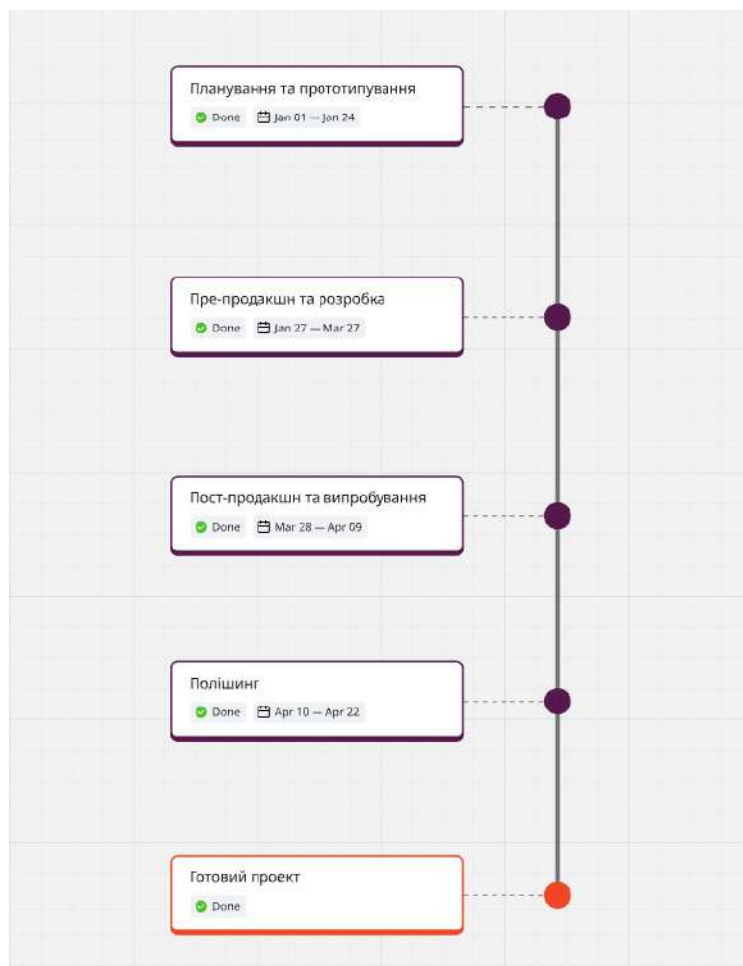 Планування та прототипування
Done Jan 01 — Jan 24
Пре-продакшн та розробка
Done Jan 27 — Mar 27
Пост-продакшн та випробування
Done Mar 28 — Apr 09
Полішинг
Done Apr 10 — Apr 22
Готовий проект
Done